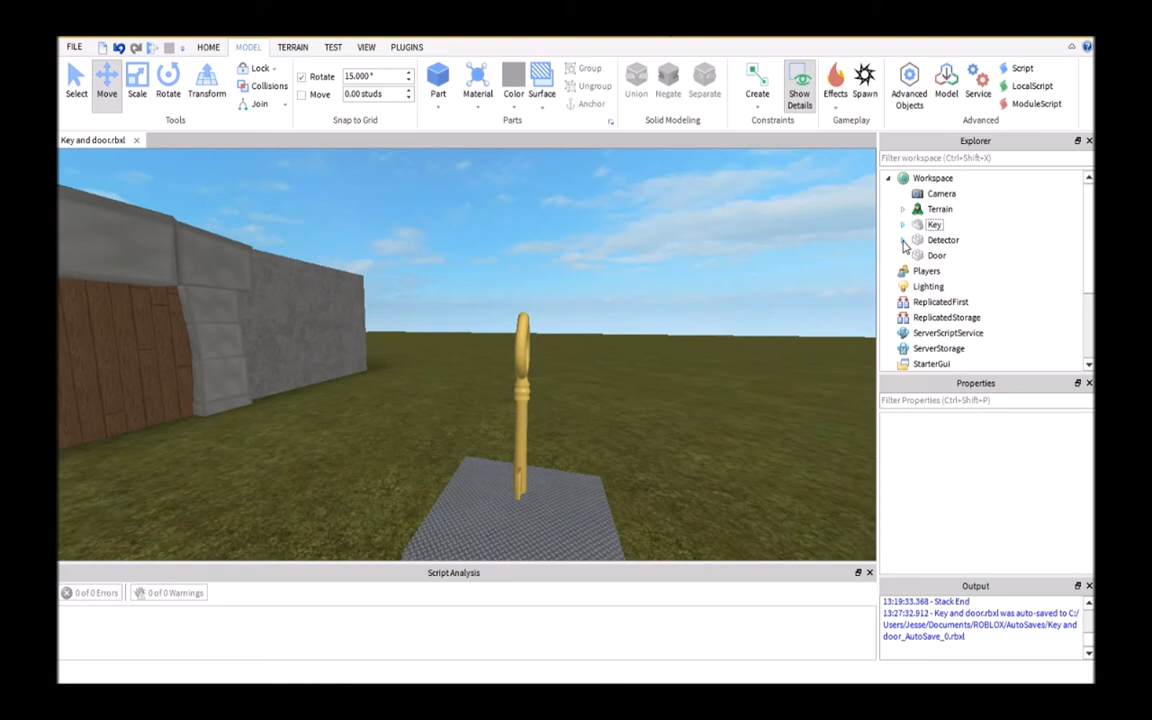 FILE
HOME
MODEL
TERRAIN
TEST
VIEW
PLUGINS
Select
Move
Scale
Rotate
Transform
Lock
Collisions
Join
Tools
Rotate 15.000°
Move 0.00 studs
Snap to Grid
Part
Material
Color
Surface
Group
Ungroup
Anchor
Parts
Union
Negate
Separate
Solid Modeling
Create
Show Details
Constraints
Effects
Spawn
Gameplay
Advanced Objects
Model
Service
Script
LocalScript
ModuleScript
Advanced
Key and door.rbxl
Explorer
Filter workspace (Ctrl+Shift+X)
Workspace
Camera
Terrain
Key
Detector
Door
Players
Lighting
ReplicatedFirst
ReplicatedStorage
ServerScriptService
ServerStorage
StarterGui
Properties
Filter Properties (Ctrl+Shift+P)
Script Analysis
0 of 0 Errors
0 of 0 Warnings
Output
13:19:33.368 - Stack End
13:27:32.912 - Key and door.rbxl was auto-saved to C:/
Users/Jesse/Documents/ROBLOX/AutoSaves/Key and
door_AutoSave_0.rbxl